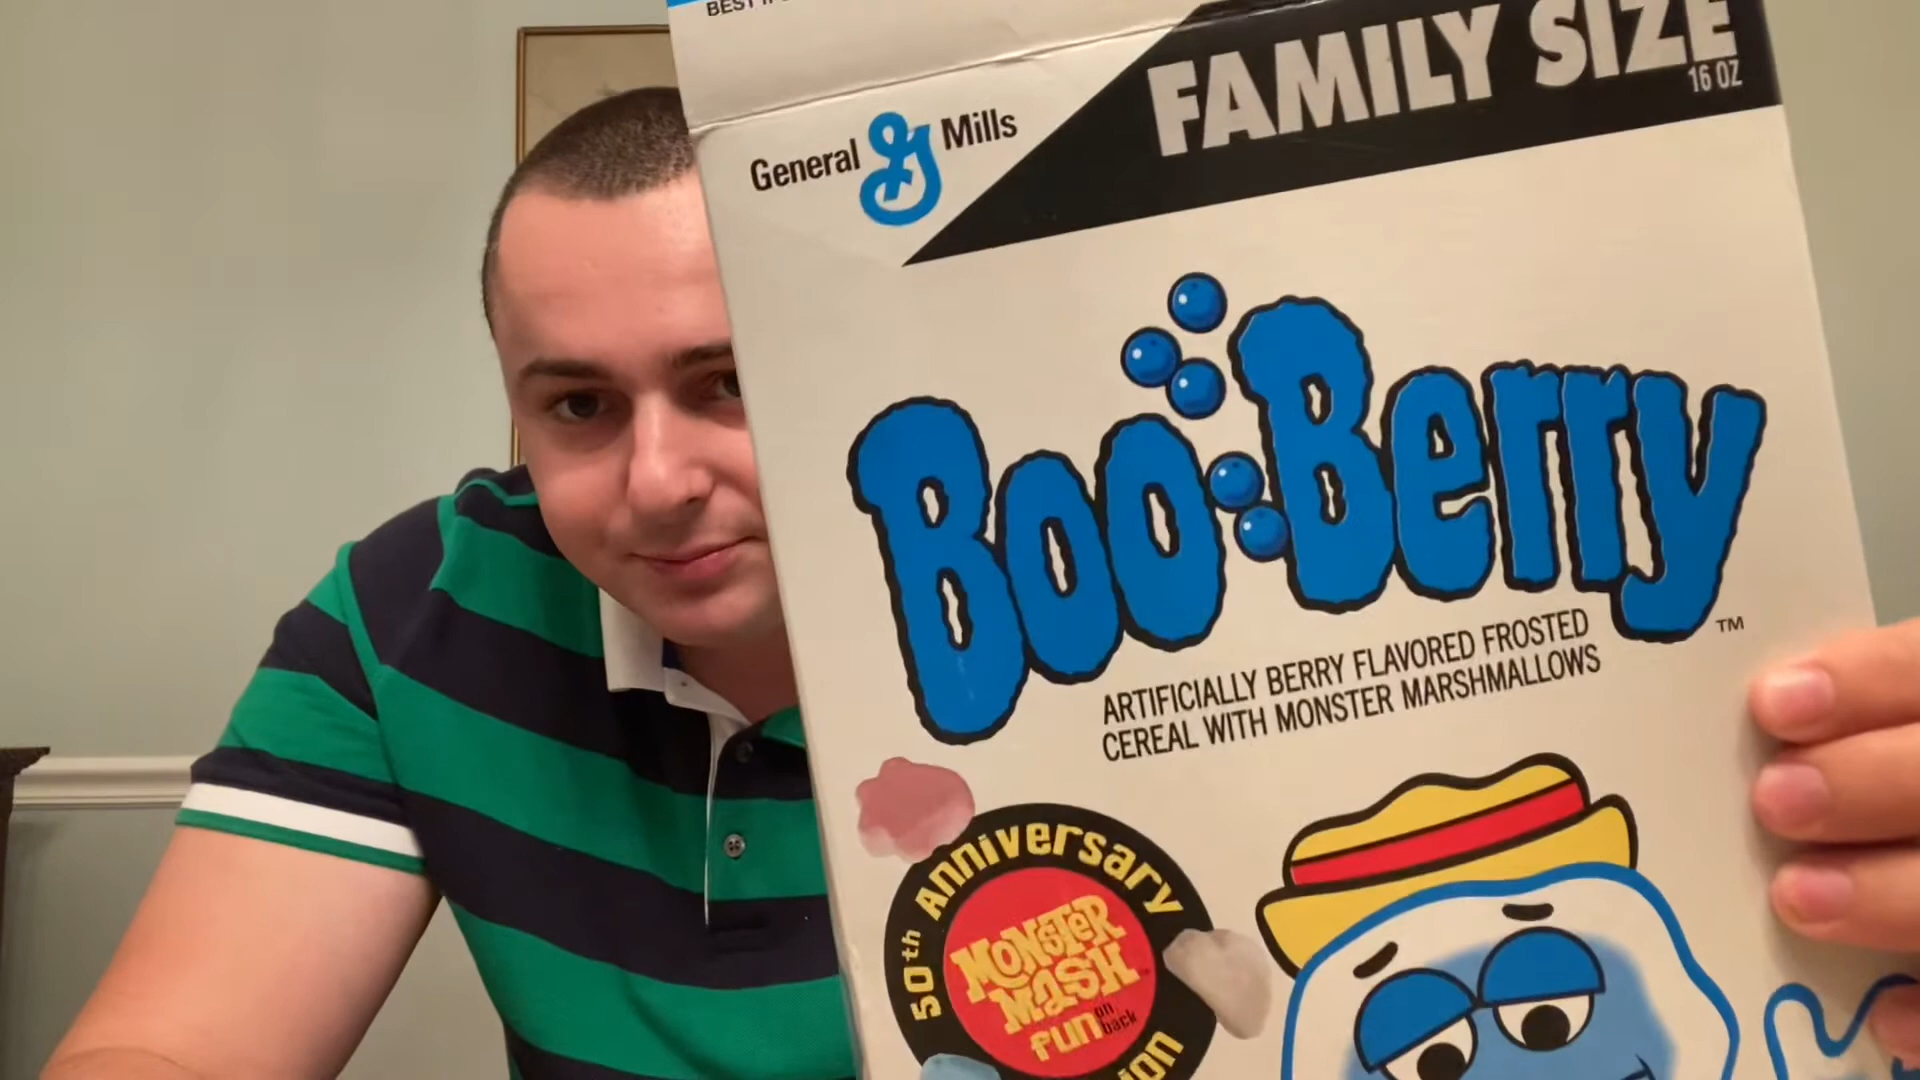 FAMILY SIZE
16 OZ
General Mills
Boo Berry
TM
ARTIFICIALLY BERRY FLAVORED FROSTED
CEREAL WITH MONSTER MARSHMALLOWS
50th anniversary
MONSTER
MASH
fun on
back